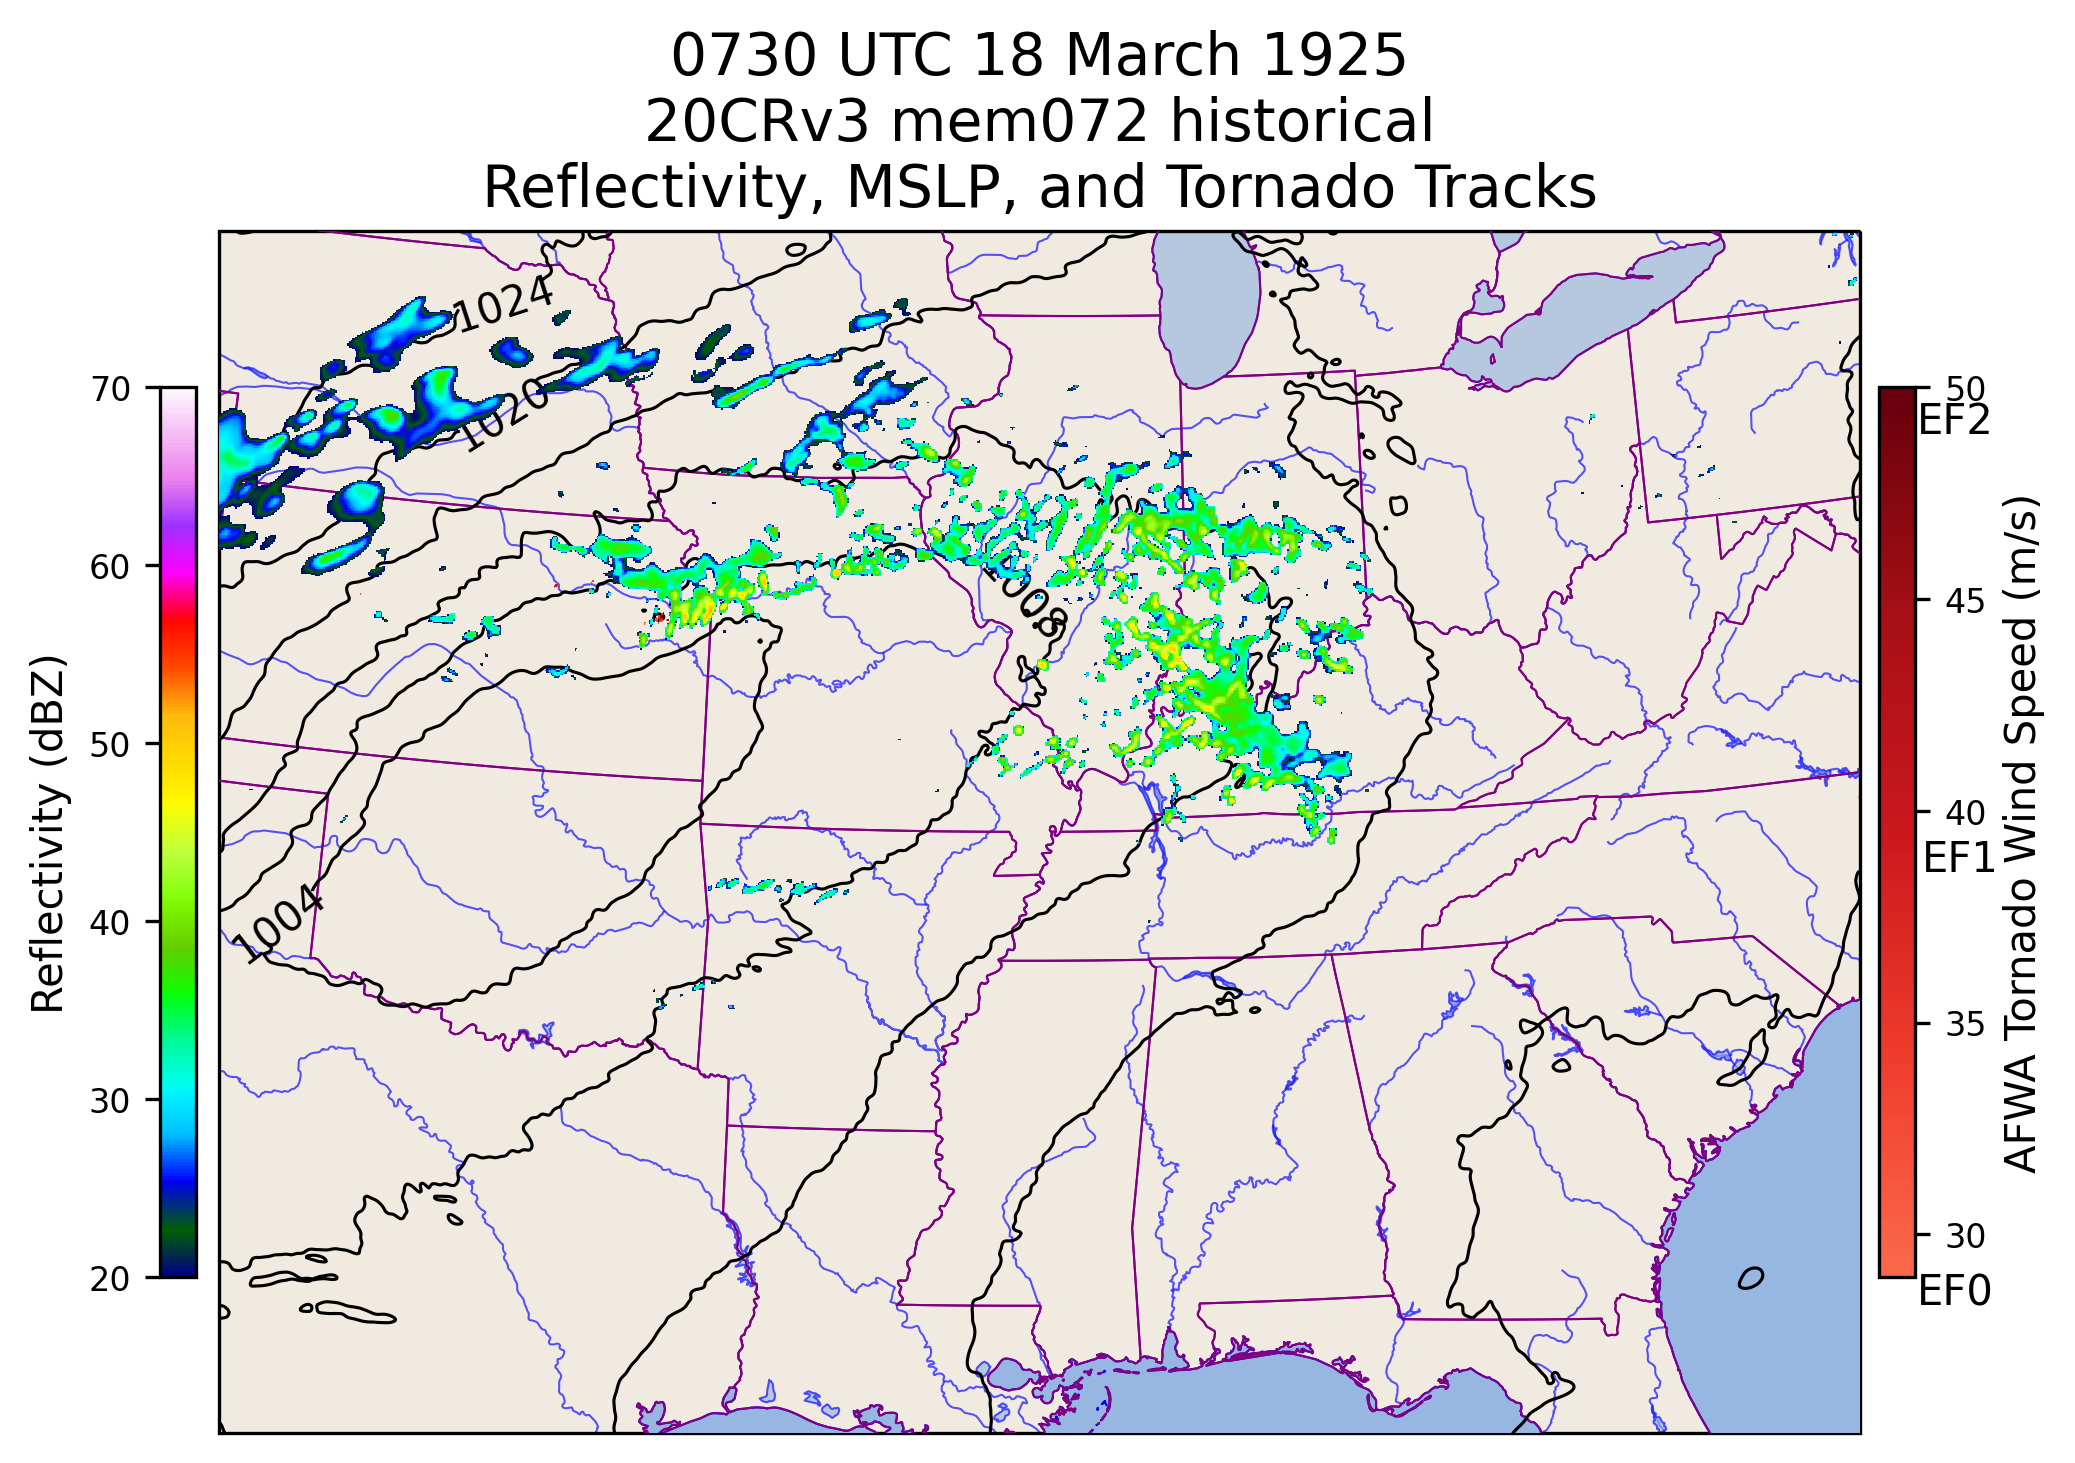 0730 UTC 18 March 1925
20CRv3 mem072 historical
Reflectivity, MSLP, and Tornado Tracks
1024
1020
1008
1004
Reflectivity (dBZ)
70
60
50
40
30
20
50
EF2
45
40
EF1
35
30
EF0
AFWA Tornado Wind Speed (m/s)